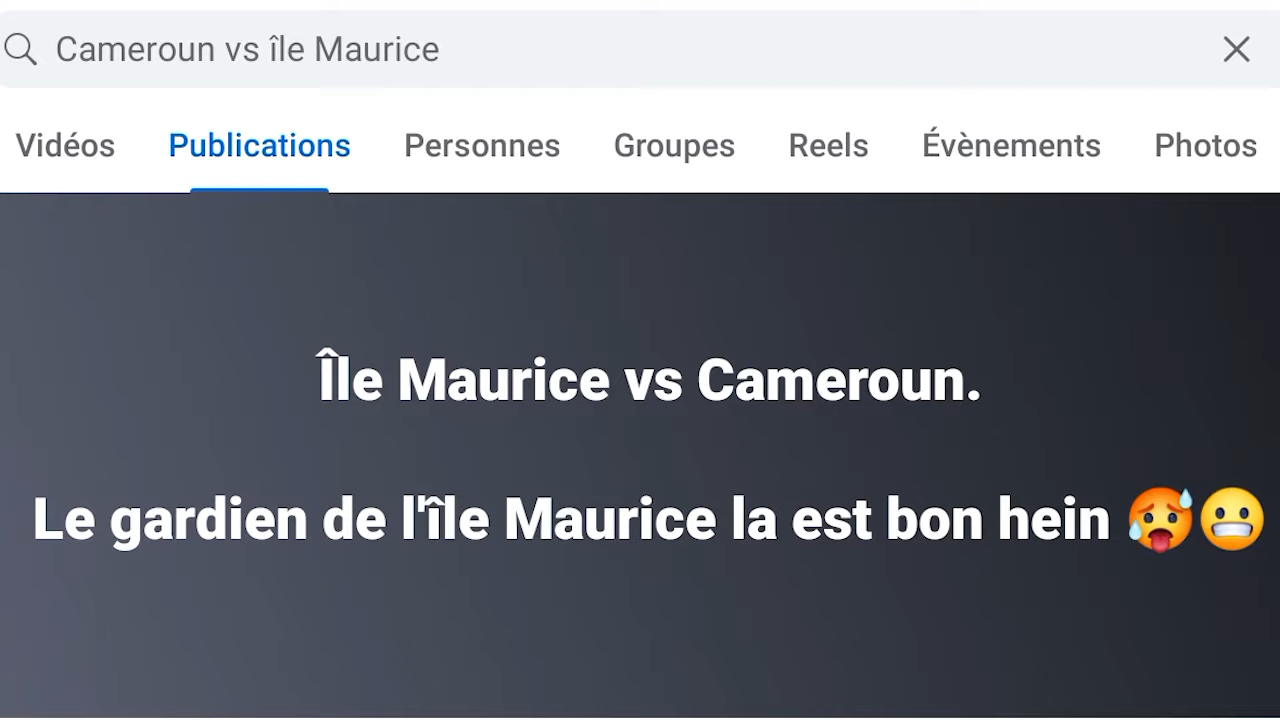 Cameroun vs île Maurice
Vidéos Publications Personnes Groupes Reels Évènements Photos
Île Maurice vs Cameroun.
Le gardien de l'île Maurice la est bon hein 🥵😬